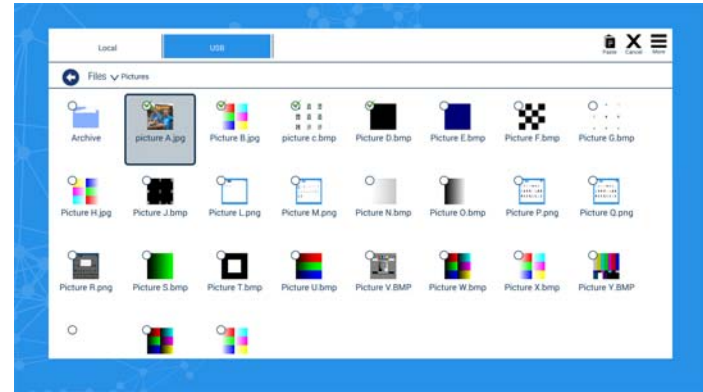 Local USB Paste Cancel More
Files Pictures
Archive picture A.jpg Picture B.jpg picture c.bmp Picture D.bmp Picture E.bmp Picture F.bmp Picture G.bmp
Picture H.jpg Picture J.bmp Picture L.png Picture M.png Picture N.bmp Picture O.bmp Picture P.png Picture Q.png
Picture R.png Picture S.bmp Picture T.bmp Picture U.bmp Picture V.BMP Picture W.bmp Picture X.bmp Picture Y.BMP